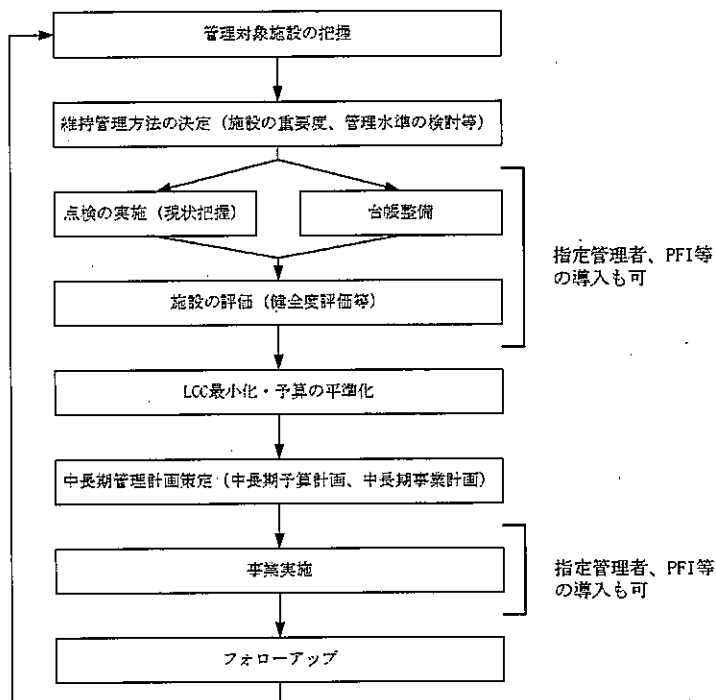 管理対象施設の把握
維持管理方法の決定（施設の重要度、管理水準の検討等）
点検の実施（現状把握）
台帳整備
指定管理者、PFI等
の導入も可
施設の評価（健全度評価等）
LCC最小化・予算の平準化
中長期管理計画策定（中長期予算計画、中長期事業計画）
事業実施
指定管理者、PFI等
の導入も可
フォローアップ